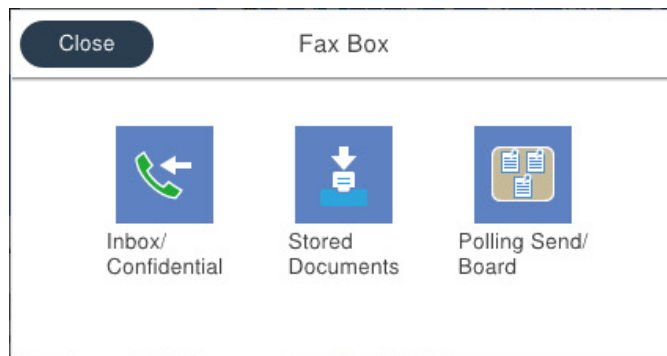 Close
Fax Box
Inbox/
Confidential
Stored
Documents
Polling Send/
Board